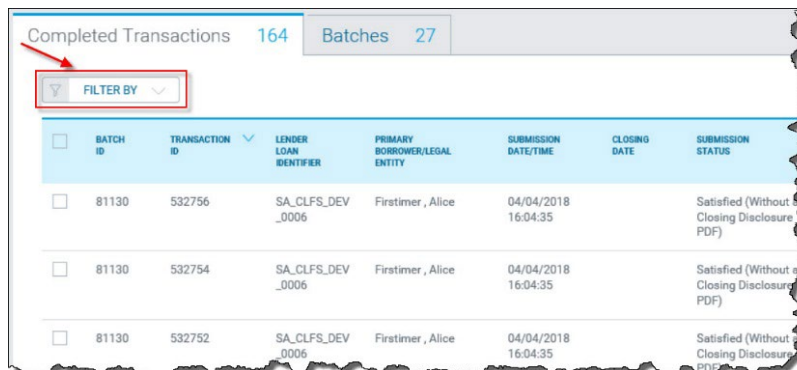 Completed Transactions 164 Batches 27
FILTER BY
BATCH TRANSACTION LENDER PRIMARY SUBMISSION CLOSING SUBMISSION
ID ID LOAN BORROWER/LEGAL DATE/TIME DATE STATUS
IDENTIFIER ENTITY
81130 532756 SA_CLFS_DEV Firstimer , Alice 04/04/2018 Satisfied (Without
_0006 16:04:35 Closing Disclosure
PDF)
81130 532754 SA_CLFS_DEV Firstimer , Alice 04/04/2018 Satisfied (Without
_0006 16:04:35 Closing Disclosure
PDF)
81130 532752 SA_CLFS_DEV Firstimer , Alice 04/04/2018 Satisfied (Without
_0006 16:04:35 Closing Disclosure
PDF)